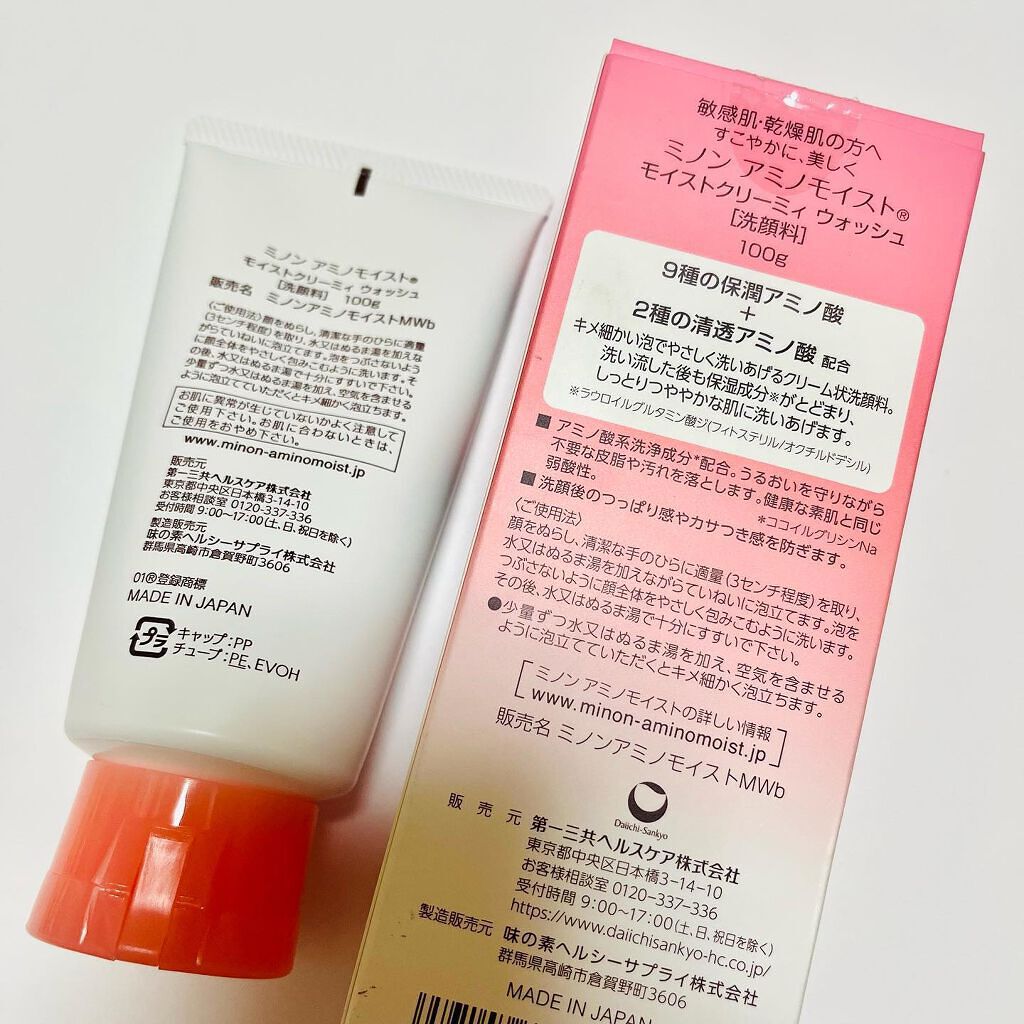 ミノン アミノモイスト®
モイストクリーミィ ウォッシュ
[洗顔料] 100g
販売名 ミノンアミノモイストMWb
〈ご使用法〉顔をぬらし、清潔な手のひらに適量
(3センチ程度)を取り、水又はぬるま湯を加えな
がらていねいに泡立てます。泡をつぶさないよう
に顔全体をやさしく包みこむように洗います。そ
の後、水又はぬるま湯で十分にすすいで下さい。
少量ずつ水又はぬるま湯を加え、空気を含ませる
ように泡立てていただくとキメ細かく泡立ちます。
お肌に異常が生じていないかよく注意して
ご使用下さい。お肌に合わないときは、
ご使用をおやめ下さい。
www.minon-aminomoist.jp
販売元
第一三共ヘルスケア株式会社
東京都中央区日本橋3-14-10
お客様相談室 0120-337-336
受付時間 9:00~17:00(土、日、祝日を除く)
製造販売元
味の素ヘルシーサプライ株式会社
群馬県高崎市倉賀野町3606
01®登録商標
MADE IN JAPAN
プラ
キャップ:PP
チューブ:PE、EVOH
敏感肌・乾燥肌の方へ
すこやかに、美しく
ミノン アミノモイスト®
モイストクリーミィ ウォッシュ
[洗顔料]
100g
9種の保潤アミノ酸
+
2種の清透アミノ酸 配合
キメ細かい泡でやさしく洗いあげるクリーム状洗顔料。
洗い流した後も保湿成分※がとどまり、
しっとりつややかな肌に洗いあげます。
※ラウロイルグルタミン酸ジ(フィトステリル/オクチルドデシル)
■ アミノ酸系洗浄成分*配合。うるおいを守りながら
不要な皮脂や汚れを落とします。健康な素肌と同じ
弱酸性。
*ココイルグリシンNa
■ 洗顔後のつっぱり感やカサつき感を防ぎます。
〈ご使用法〉
顔をぬらし、清潔な手のひらに適量(3センチ程度)を取り、
水又はぬるま湯を加えながらていねいに泡立てます。泡を
つぶさないように顔全体をやさしく包みこむように洗います。
その後、水又はぬるま湯で十分にすすいで下さい。
●少量ずつ水又はぬるま湯を加え、空気を含ませる
ように泡立てていただくとキメ細かく泡立ちます。
ミノン アミノモイストの詳しい情報
www.minon-aminomoist.jp
販売名 ミノンアミノモイストMWb
Daiichi-Sankyo
販売元 第一三共ヘルスケア株式会社
東京都中央区日本橋3-14-10
お客様相談室 0120-337-336
受付時間 9:00~17:00(土、日、祝日を除く)
https://www.daiichisankyo-hc.co.jp/
製造販売元 味の素ヘルシーサプライ株式会社
群馬県高崎市倉賀野町3606
MADE IN JAPAN